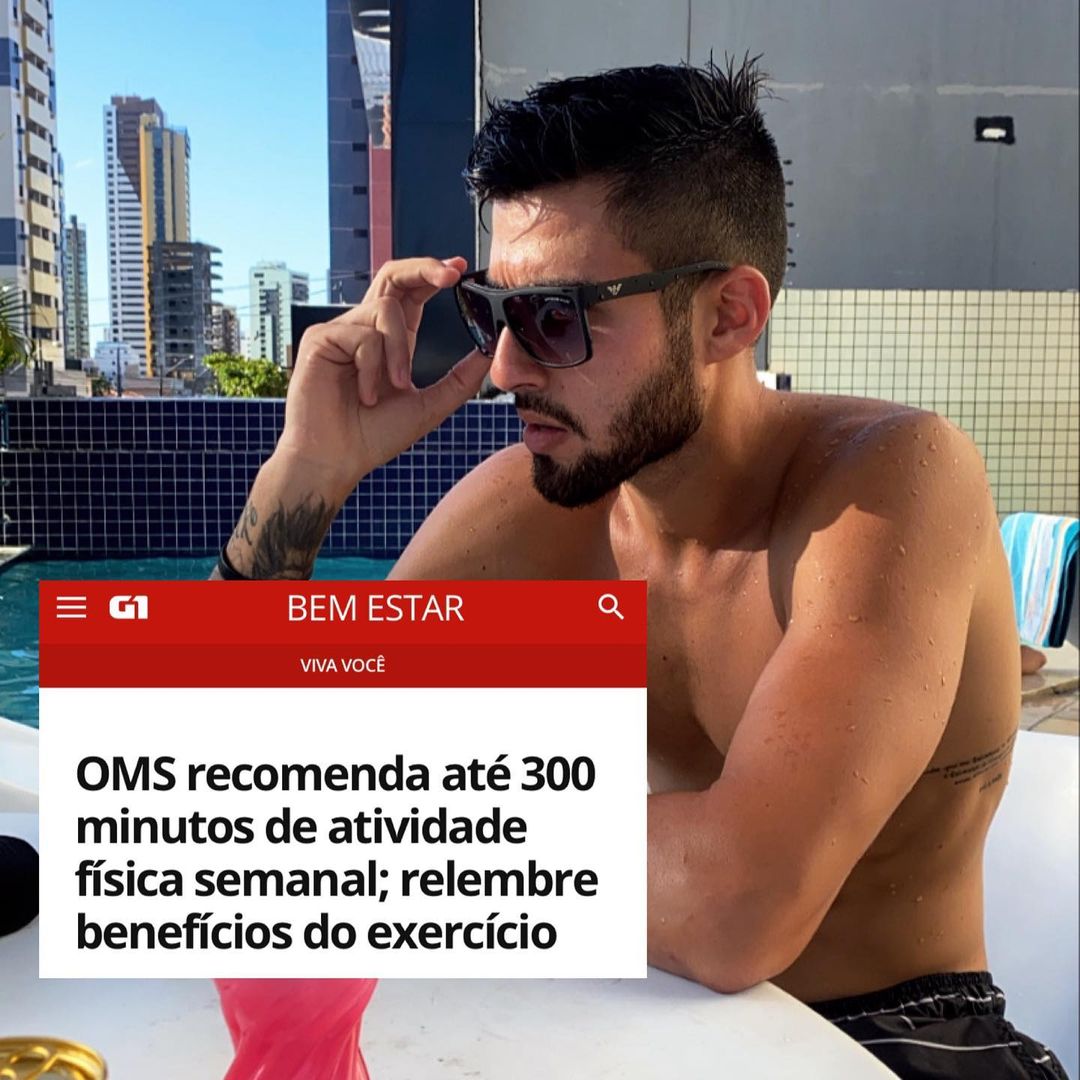 G1
BEM ESTAR
VIVA VOCÊ
OMS recomenda até 300
minutos de atividade
física semanal; relembre
benefícios do exercício